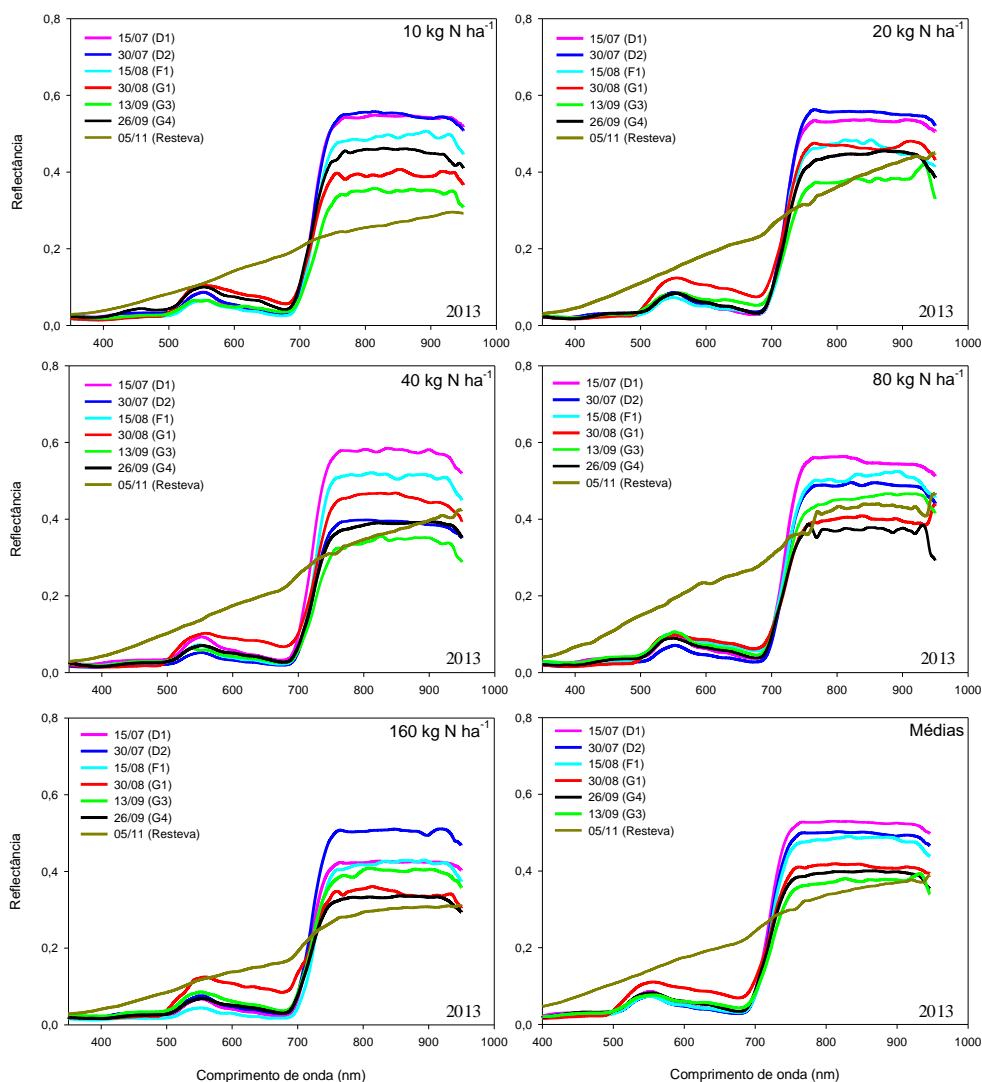 10 kg N ha⁻¹
Reflectância
0,8
0,6
0,4
0,2
0,0
15/07 (D1)
30/07 (D2)
15/08 (F1)
30/08 (G1)
13/09 (G3)
26/09 (G4)
05/11 (Resteva)
2013
400 500 600 700 800 900 1000
20 kg N ha⁻¹
0,8
0,6
0,4
0,2
0,0
15/07 (D1)
30/07 (D2)
15/08 (F1)
30/08 (G1)
13/09 (G3)
26/09 (G4)
05/11 (Resteva)
2013
400 500 600 700 800 900 1000
40 kg N ha⁻¹
Reflectância
0,8
0,6
0,4
0,2
0,0
15/07 (D1)
30/07 (D2)
15/08 (F1)
30/08 (G1)
13/09 (G3)
26/09 (G4)
05/11 (Resteva)
2013
400 500 600 700 800 900 1000
80 kg N ha⁻¹
0,8
0,6
0,4
0,2
0,0
15/07 (D1)
30/07 (D2)
15/08 (F1)
30/08 (G1)
13/09 (G3)
26/09 (G4)
05/11 (Resteva)
2013
400 500 600 700 800 900 1000
160 kg N ha⁻¹
Reflectância
0,8
0,6
0,4
0,2
0,0
15/07 (D1)
30/07 (D2)
15/08 (F1)
30/08 (G1)
13/09 (G3)
26/09 (G4)
05/11 (Resteva)
2013
400 500 600 700 800 900 1000
Comprimento de onda (nm)
Médias
0,8
0,6
0,4
0,2
0,0
15/07 (D1)
30/07 (D2)
15/08 (F1)
30/08 (G1)
26/09 (G4)
13/09 (G3)
05/11 (Resteva)
2013
400 500 600 700 800 900 1000
Comprimento de onda (nm)